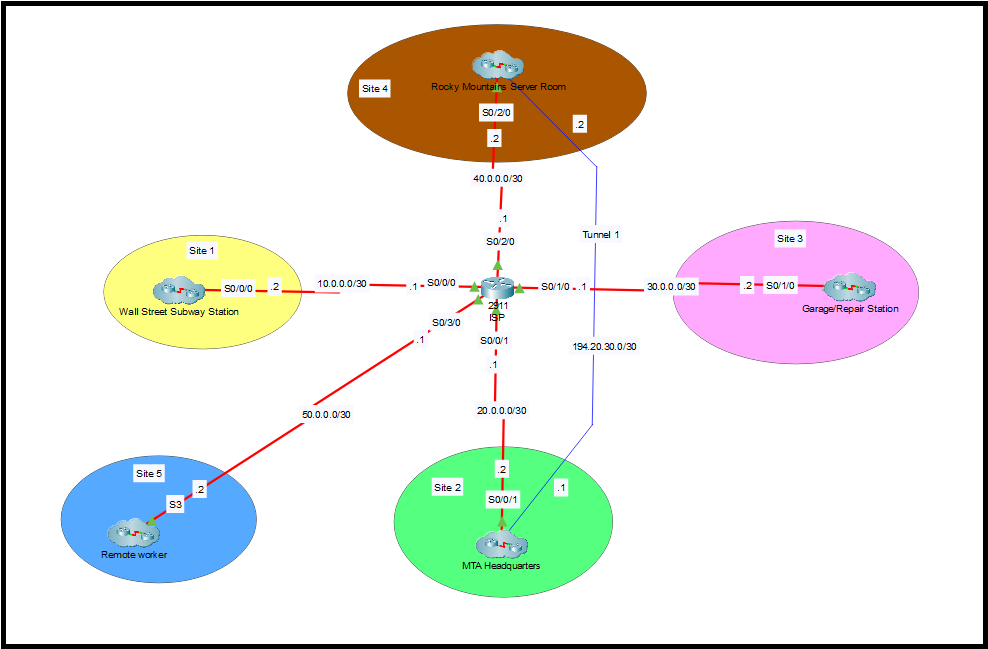 Rocky Mountains Server Room
Site 4
S0/2/0
.2
.2
40.0.0.0/30
.1
Tunnel 1
Site 3
S0/2/0
Site 1
S0/0/0
.2
10.0.0.0/30
.1
S0/0/0
S0/1/0
.1
30.0.0.0/30
.2
S0/1/0
Wall Street Subway Station
2911
ISP
Garage/Repair Station
S0/3/0
.1
S0/0/1
.1
194.20.30.0/30
50.0.0.0/30
20.0.0.0/30
Site 5
.2
S3
Remote worker
Site 2
.2
.1
S0/0/1
MTA Headquarters